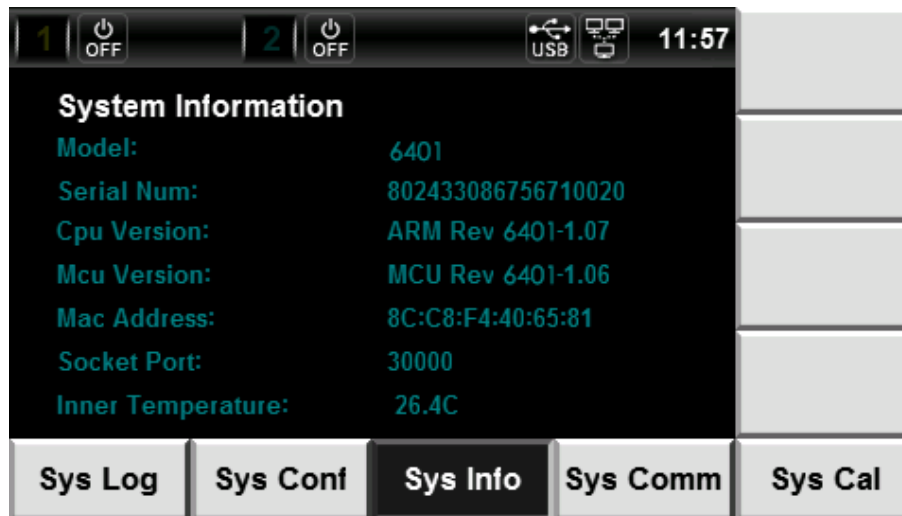 1 OFF 2 OFF USB 11:57
System Information
Model: 6401
Serial Num: 802433086756710020
Cpu Version: ARM Rev 6401-1.07
Mcu Version: MCU Rev 6401-1.06
Mac Address: 8C:C8:F4:40:65:81
Socket Port: 30000
Inner Temperature: 26.4C
Sys Log Sys Conf Sys Info Sys Comm Sys Cal